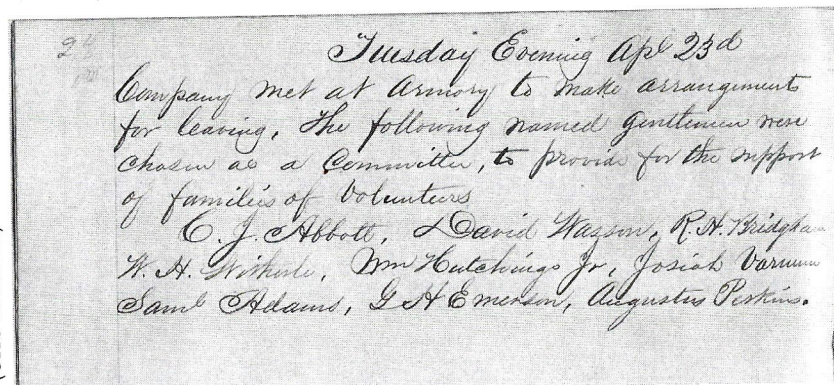 Tuesday Evening Apl 23d
Company met at Armory to make arrangements
for leaving, The following named gentlemen were
chosen as a Committee, to provide for the support
of families of Volunteers
C. J. Abbott, David Wasson, R. H. Bridgham
W. H. Witherle, Wm Hutchings Jr, Josiah Varnum
Saml Adams, G H Emerson, Augustus Perkins.